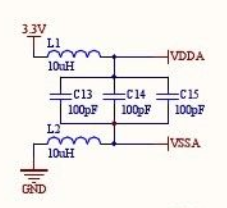 3.3V
L1
10uH
VDDA
C13
C14
C15
100pF
100pF
100pF
L2
10uH
VSSA
GND